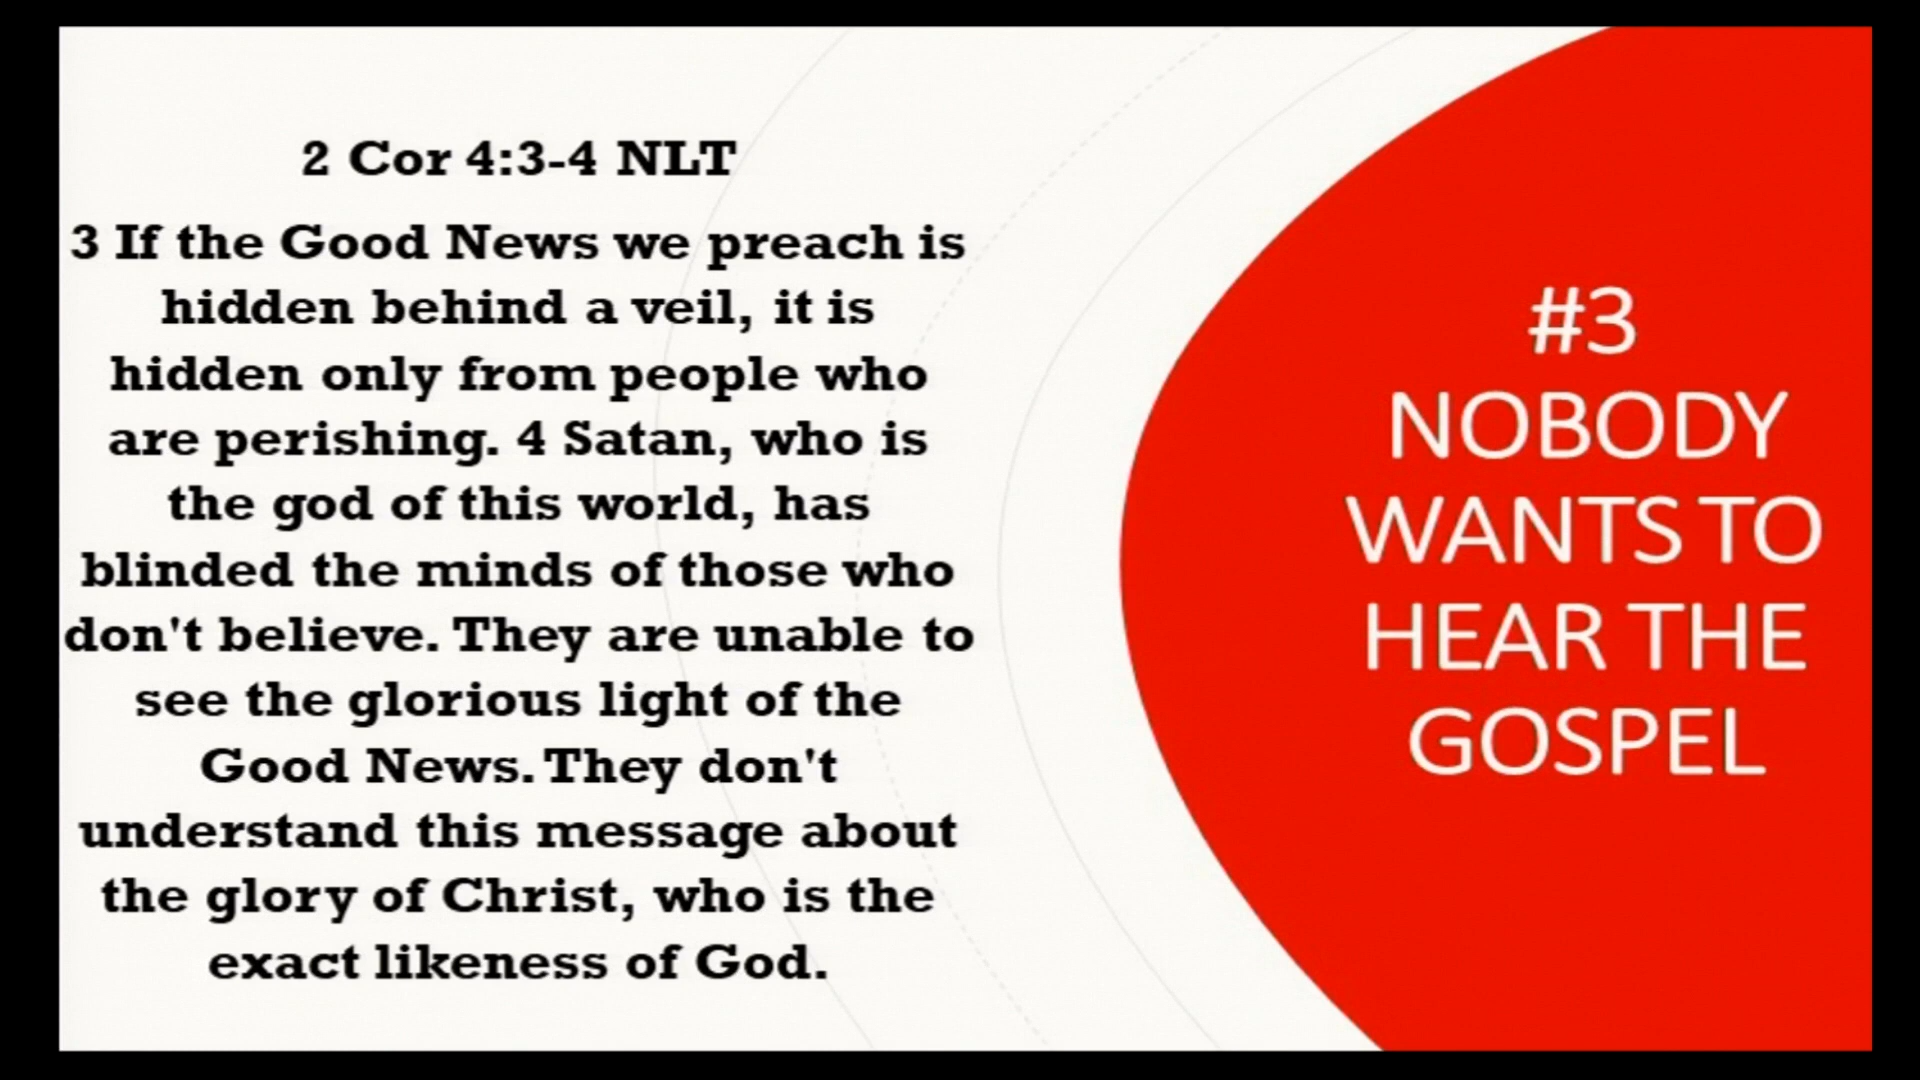 2 Cor 4:3-4 NLT
3 If the Good News we preach is
hidden behind a veil, it is
hidden only from people who
are perishing. 4 Satan, who is
the god of this world, has
blinded the minds of those who
don't believe. They are unable to
see the glorious light of the
Good News. They don't
understand this message about
the glory of Christ, who is the
exact likeness of God.
#3
NOBODY
WANTS TO
HEAR THE
GOSPEL